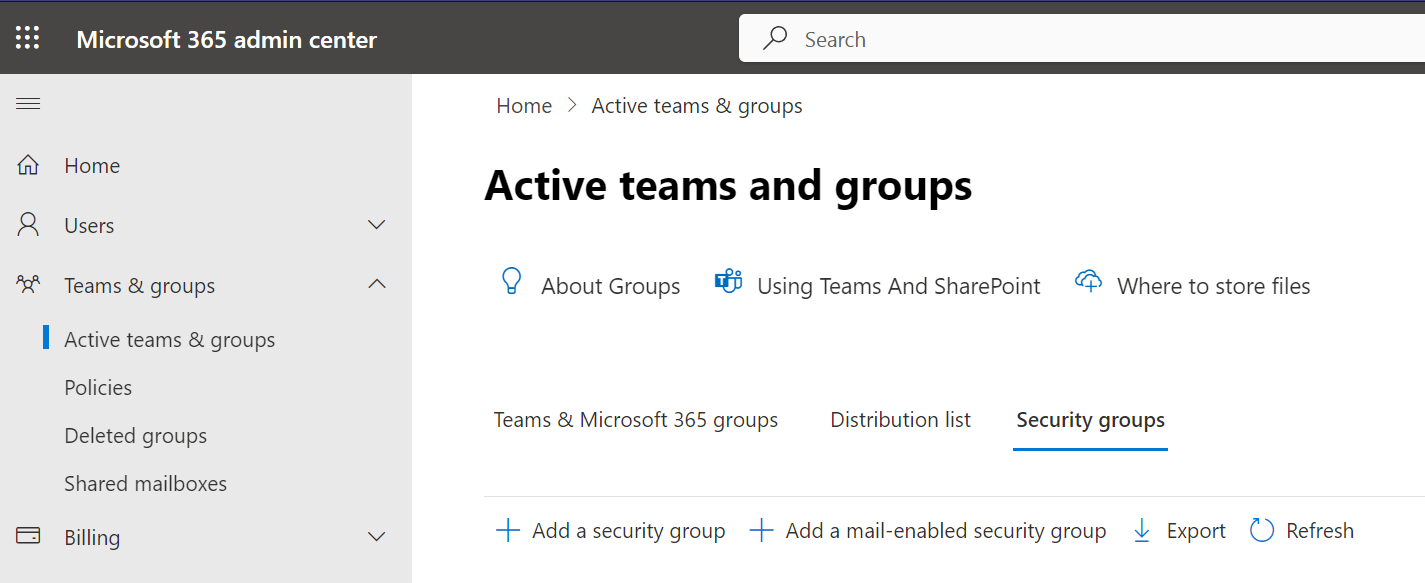 Microsoft 365 admin center
Search
Home
Users
Teams & groups
Active teams & groups
Policies
Deleted groups
Shared mailboxes
Billing
Home > Active teams & groups
Active teams and groups
About Groups Using Teams And SharePoint Where to store files
Teams & Microsoft 365 groups Distribution list Security groups
Add a security group Add a mail-enabled security group Export Refresh